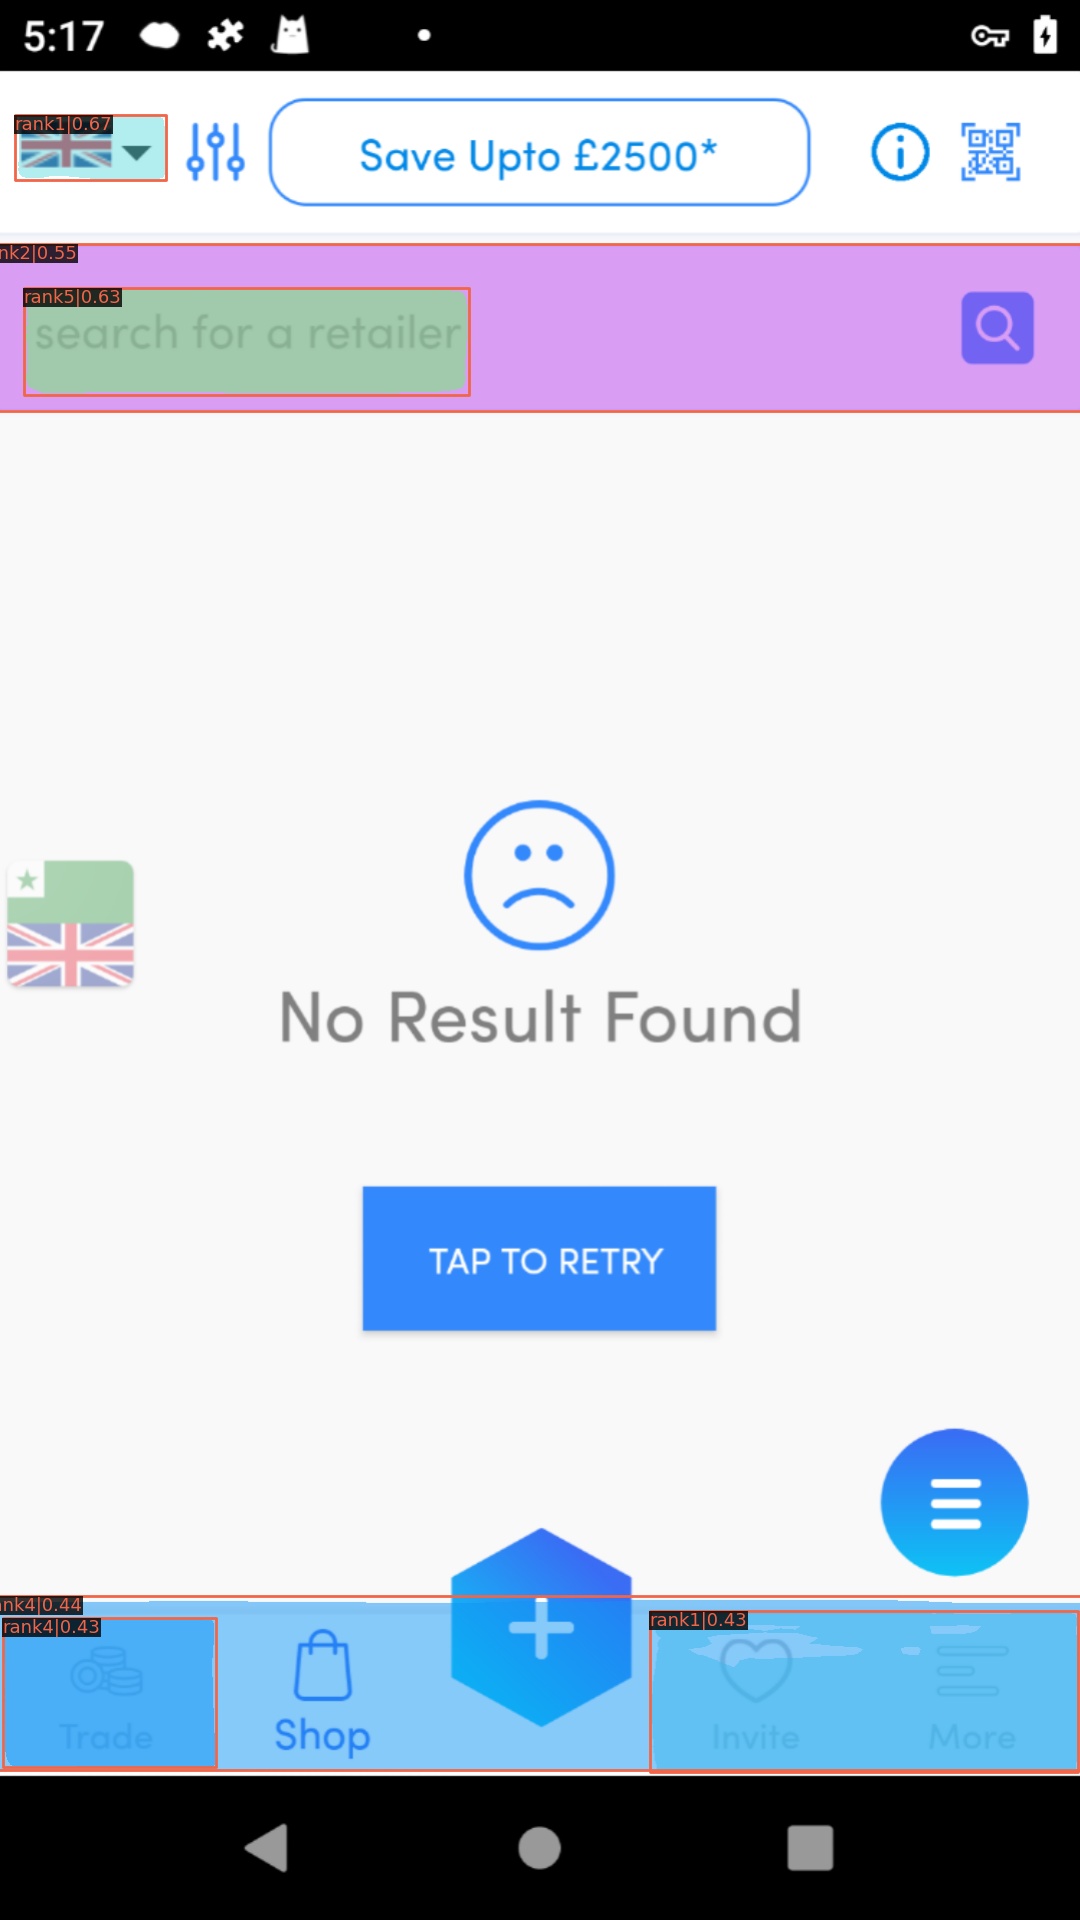 5:17
rank1|0.67
Save Upto £2500*
nk2|0.55
rank5|0.63
search for a retailer
No Result Found
TAP TO RETRY
nk4|0.44
rank4|0.43
rank1|0.43
Trade
Shop
Invite
More